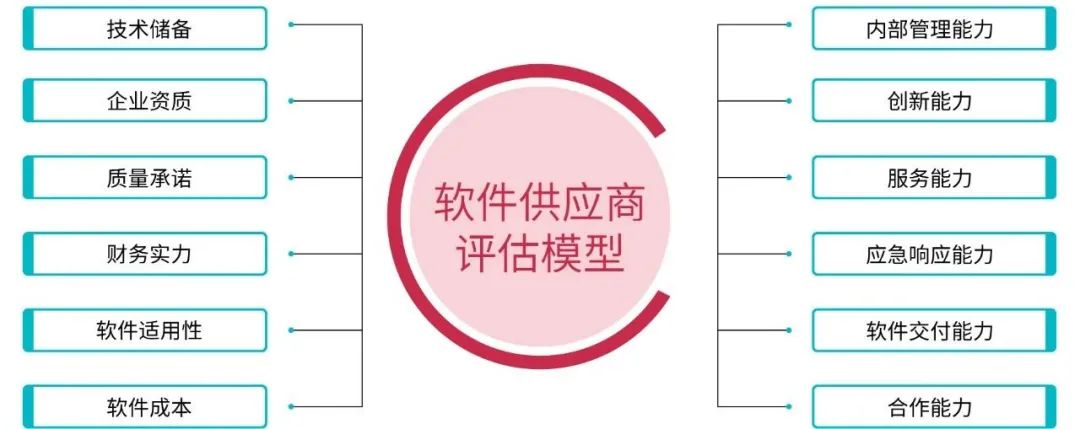 技术储备
企业资质
质量承诺
财务实力
软件适用性
软件成本
软件供应商
评估模型
内部管理能力
创新能力
服务能力
应急响应能力
软件交付能力
合作能力